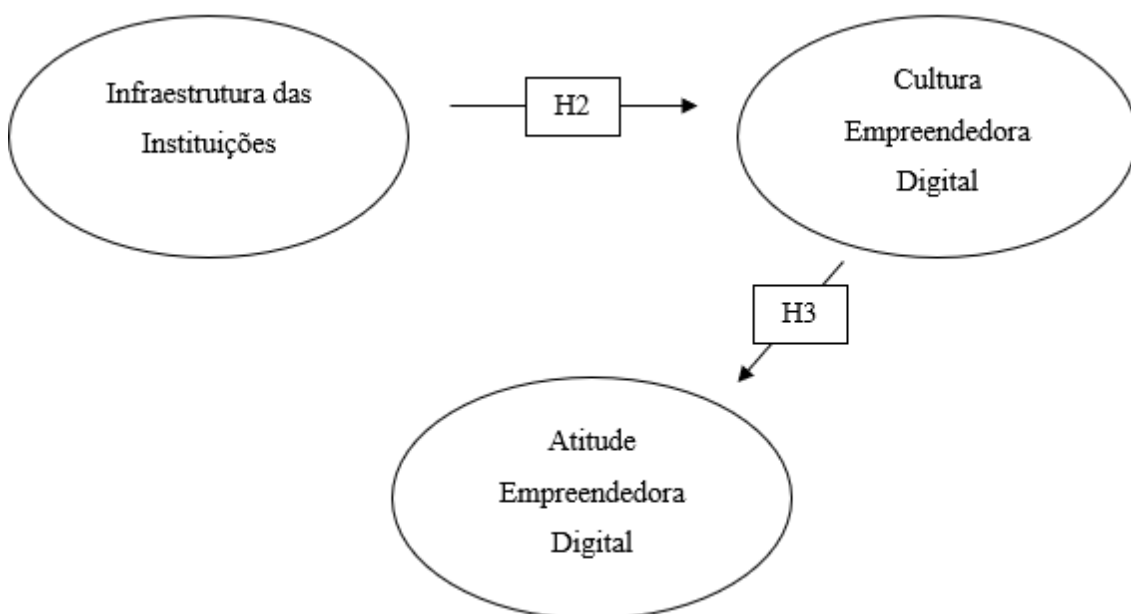 Infraestrutura das
Instituições
H2
Cultura
Empreendedora
Digital
H3
Atitude
Empreendedora
Digital